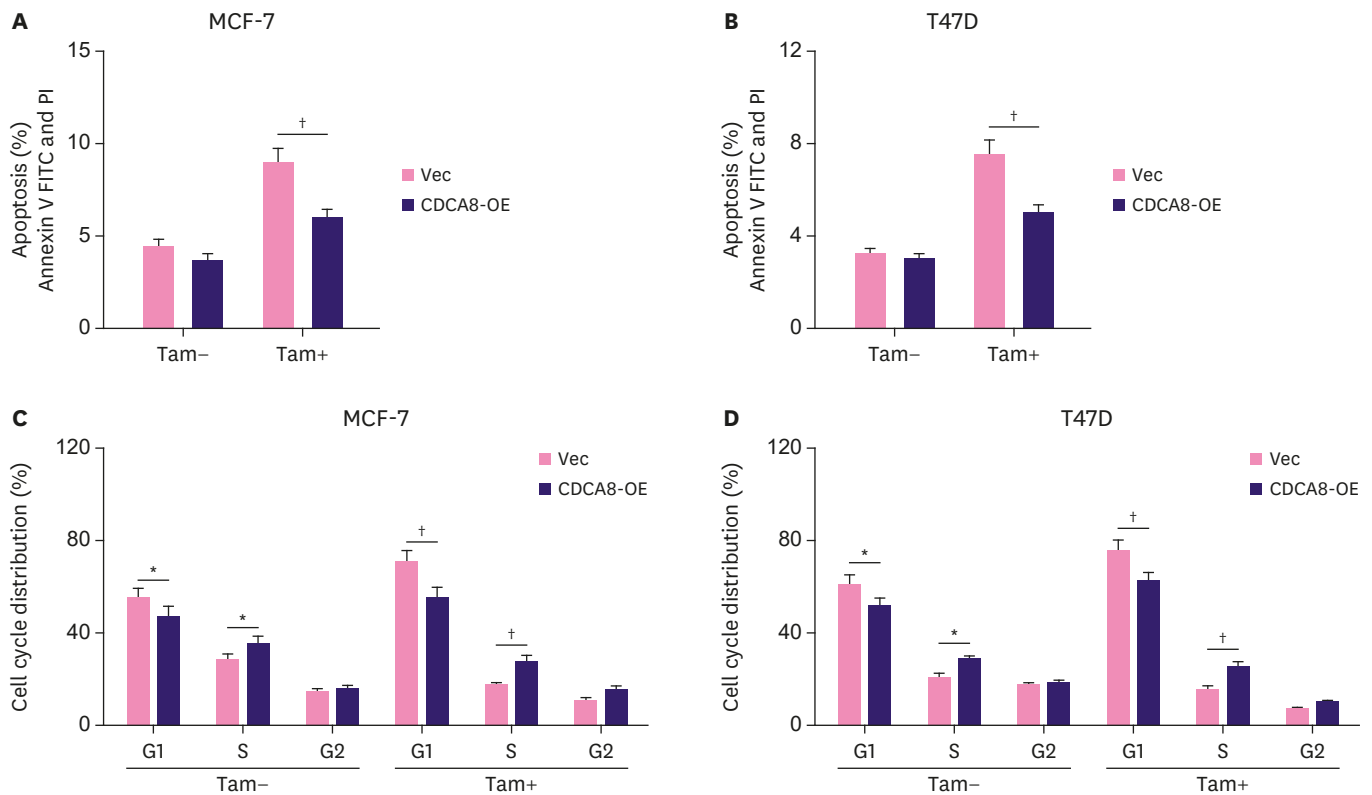 A
MCF-7
15
10
5
0
Apoptosis (%)
Annexin V FITC and PI
†
Vec
CDCA8-OE
Tam−
Tam+
B
T47D
12
8
4
0
Apoptosis (%)
Annexin V FITC and PI
†
Vec
CDCA8-OE
Tam−
Tam+
C
MCF-7
120
80
40
0
Cell cycle distribution (%)
Vec
CDCA8-OE
*
*
†
†
G1 S G2 G1 S G2
Tam− Tam+
D
T47D
120
80
40
0
Cell cycle distribution (%)
Vec
CDCA8-OE
*
*
†
†
G1 S G2 G1 S G2
Tam− Tam+